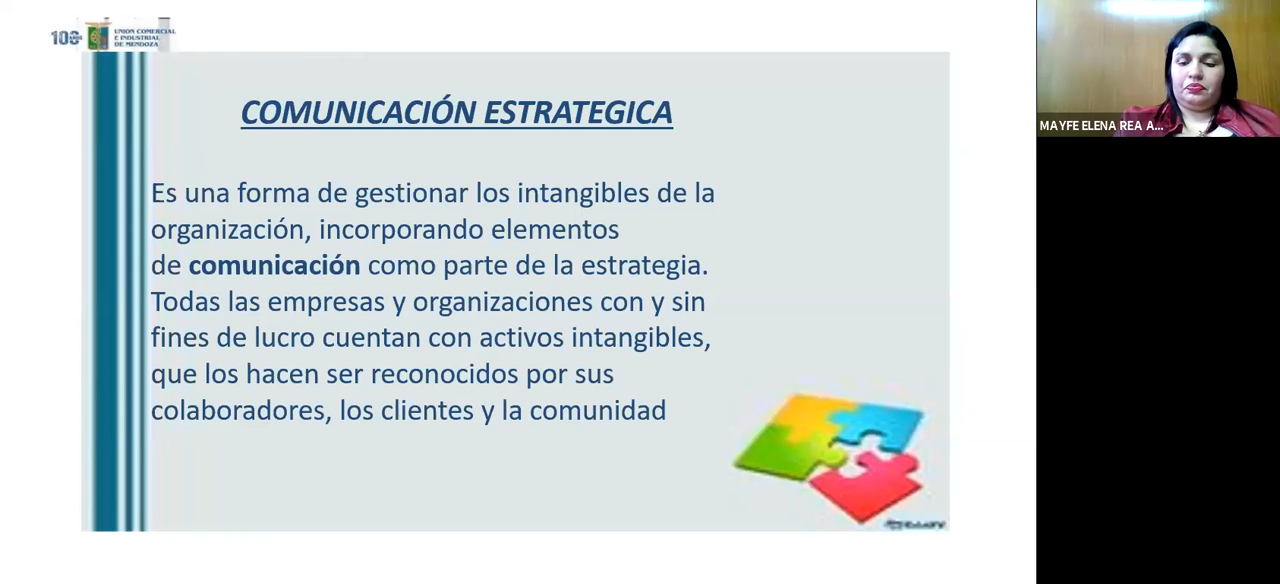 UNION COMERCIAL
E INDUSTRIAL
DE MENDOZA
COMUNICACIÓN ESTRATEGICA
Es una forma de gestionar los intangibles de la
organización, incorporando elementos
de comunicación como parte de la estrategia.
Todas las empresas y organizaciones con y sin
fines de lucro cuentan con activos intangibles,
que los hacen ser reconocidos por sus
colaboradores, los clientes y la comunidad
MAYFE ELENA REA A...